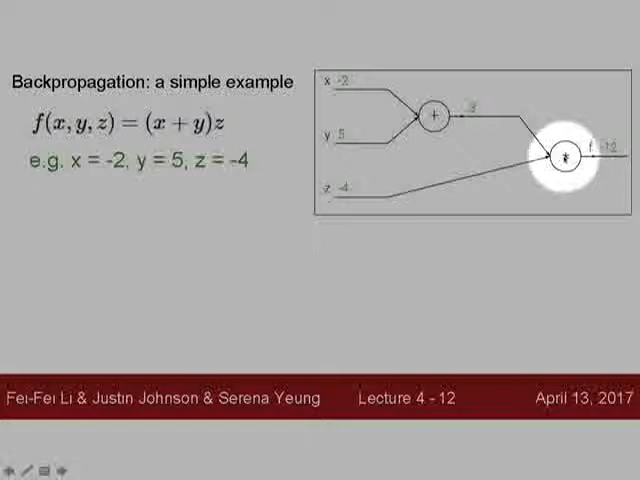 Backpropagation: a simple example
f(x, y, z) = (x + y)z
e.g. x = -2, y = 5, z = -4
x -2
y 5
+
3
z -4
*
f -12
Fei-Fei Li & Justin Johnson & Serena Yeung
Lecture 4 - 12
April 13, 2017